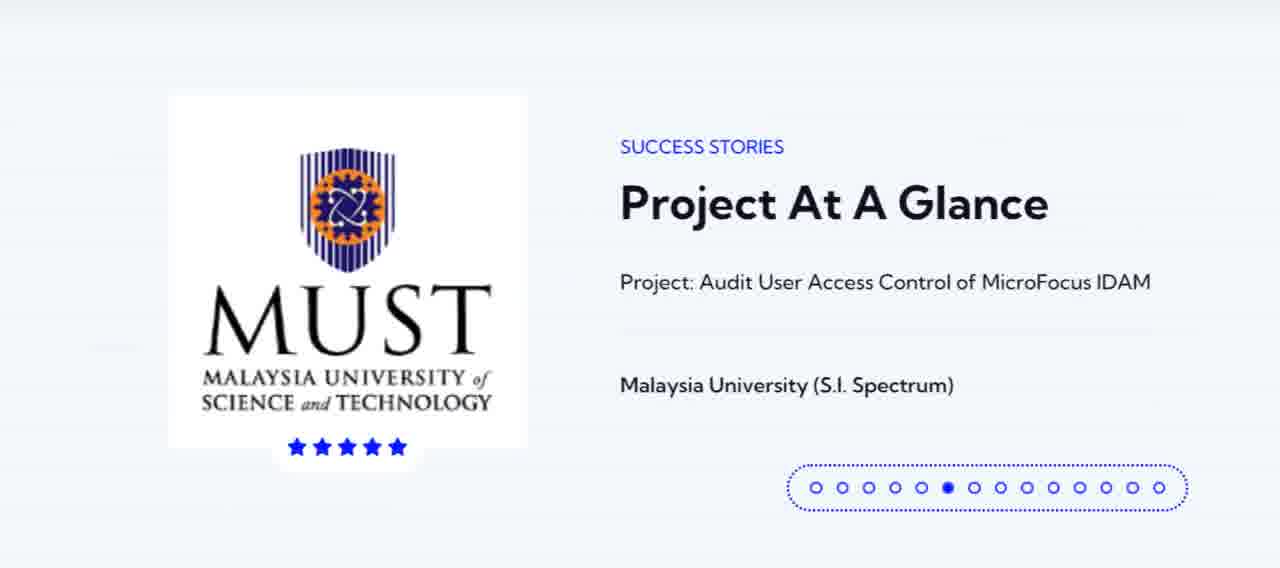 MUST
MALAYSIA UNIVERSITY of
SCIENCE and TECHNOLOGY
SUCCESS STORIES
Project At A Glance
Project: Audit User Access Control of MicroFocus IDAM
Malaysia University (S.I. Spectrum)